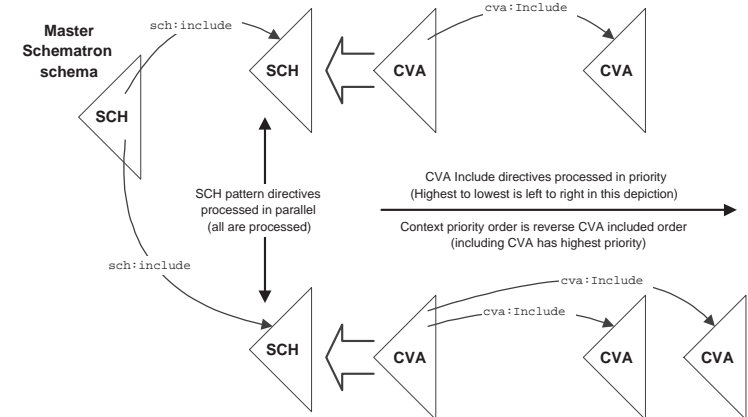 cva:Include
sch:include
Master
Schematron
schema
SCH
SCH
CVA
CVA
SCH pattern directives
processed in parallel
(all are processed)
CVA Include directives processed in priority
(Highest to lowest is left to right in this depiction)
Context priority order is reverse CVA included order
(including CVA has highest priority)
sch:include
cva:Include
cva:Include
SCH
CVA
CVA
CVA